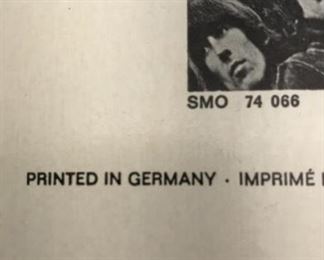 SMO 74 066
PRINTED IN GERMANY · IMPRIMÉ